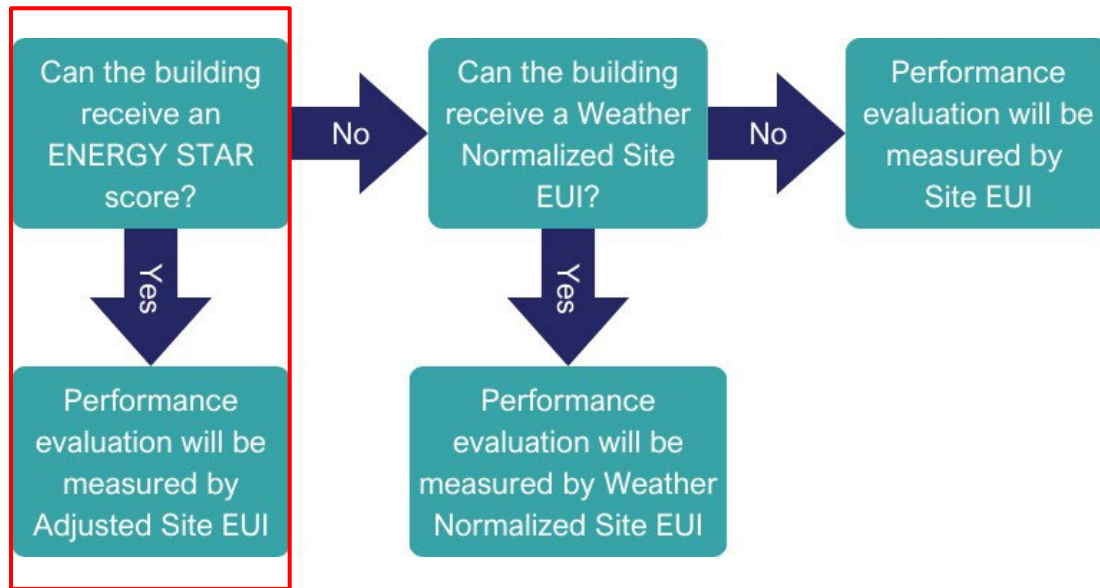 Can the building
receive an
ENERGY STAR
score?
No
Can the building
receive a Weather
Normalized Site
EUI?
No
Performance
evaluation will be
measured by
Site EUI
Yes
Yes
Performance
evaluation will be
measured by
Adjusted Site EUI
Performance
evaluation will be
measured by Weather
Normalized Site EUI